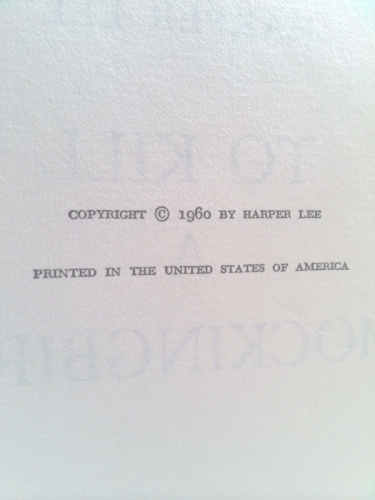 COPYRIGHT © 1960 BY HARPER LEE
PRINTED IN THE UNITED STATES OF AMERICA